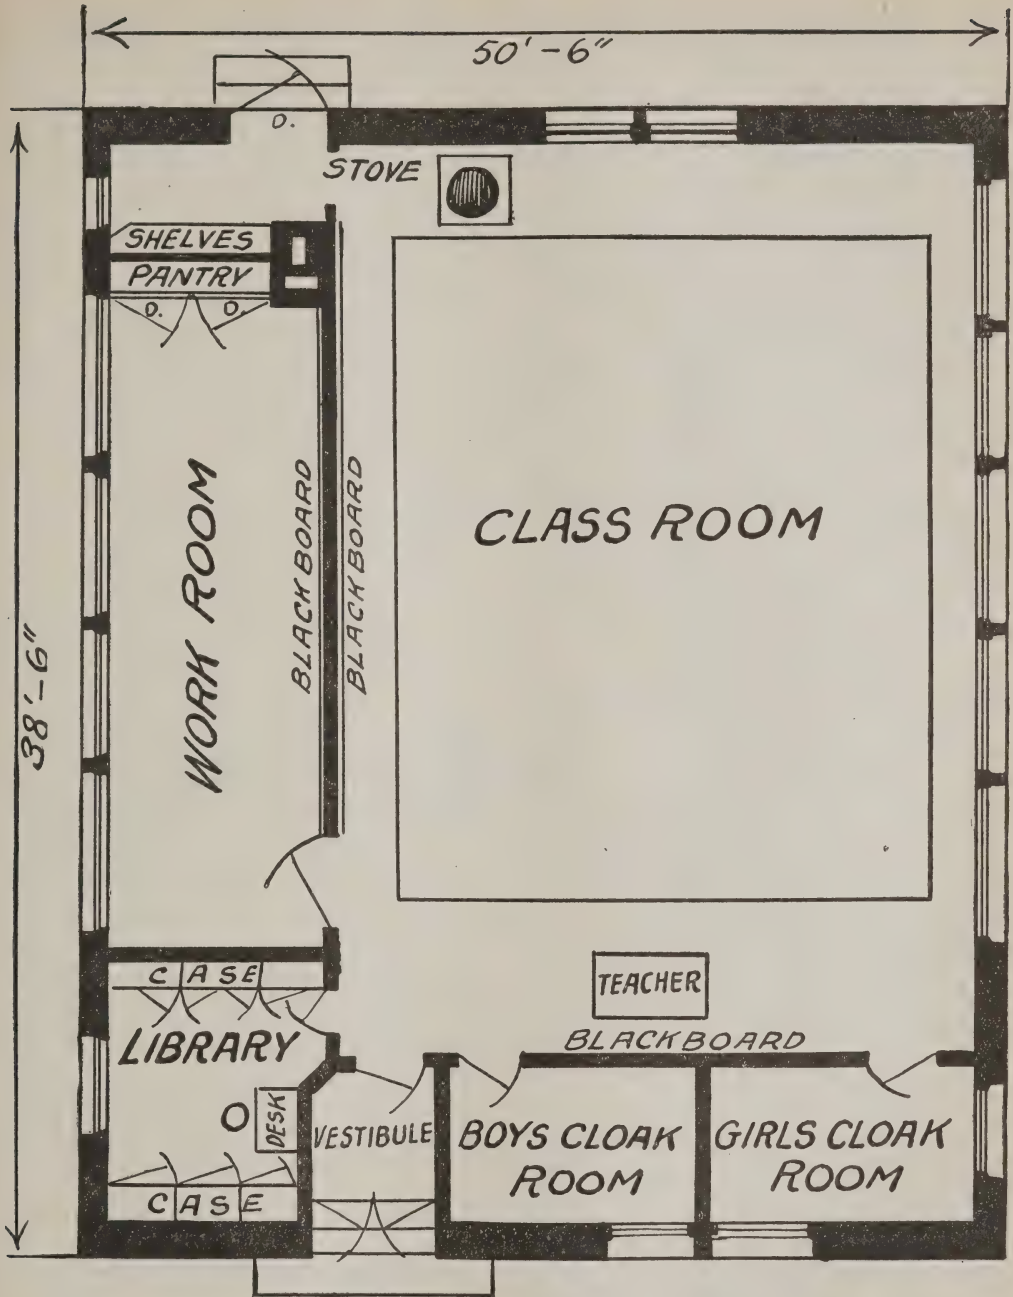 50'-6"
D.
STOVE
SHELVES
PANTRY
D. D.
38'-6"
WORK ROOM
BLACKBOARD
BLACKBOARD
CLASS ROOM
CASE
LIBRARY
TEACHER
BLACKBOARD
DESK
VESTIBULE
BOYS CLOAK
ROOM
GIRLS CLOAK
ROOM
CASE